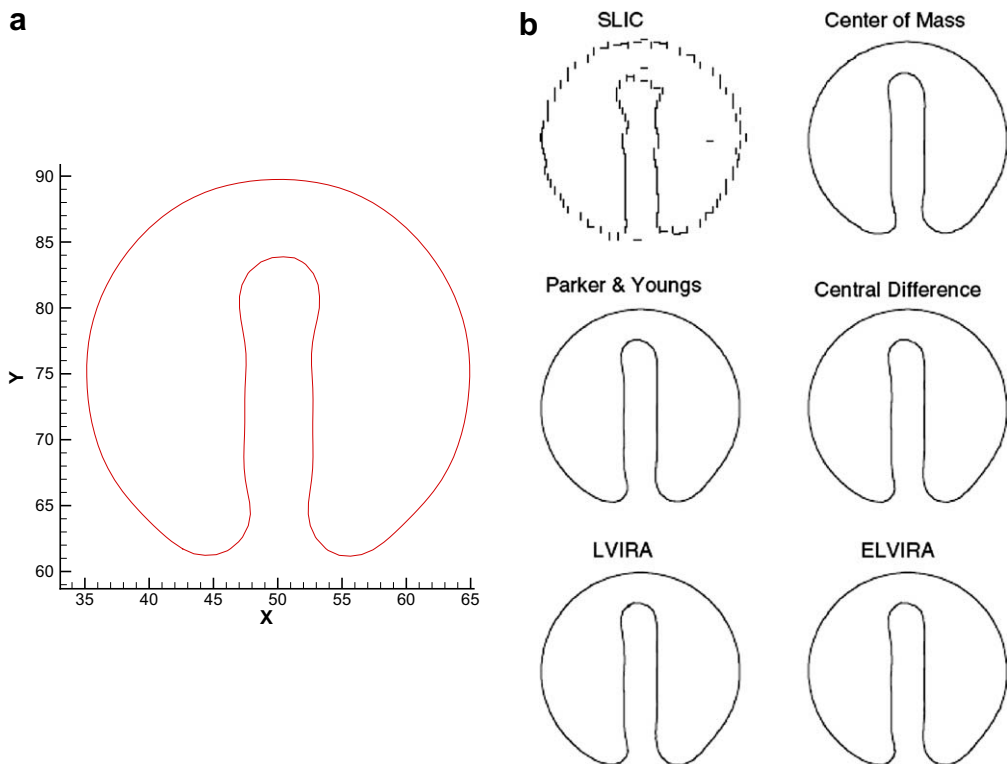 a
90
85
80
75
70
65
60
Y
35 40 45 50 55 60 65
X
b
SLIC
Center of Mass
Parker & Youngs
Central Difference
LVIRA
ELVIRA